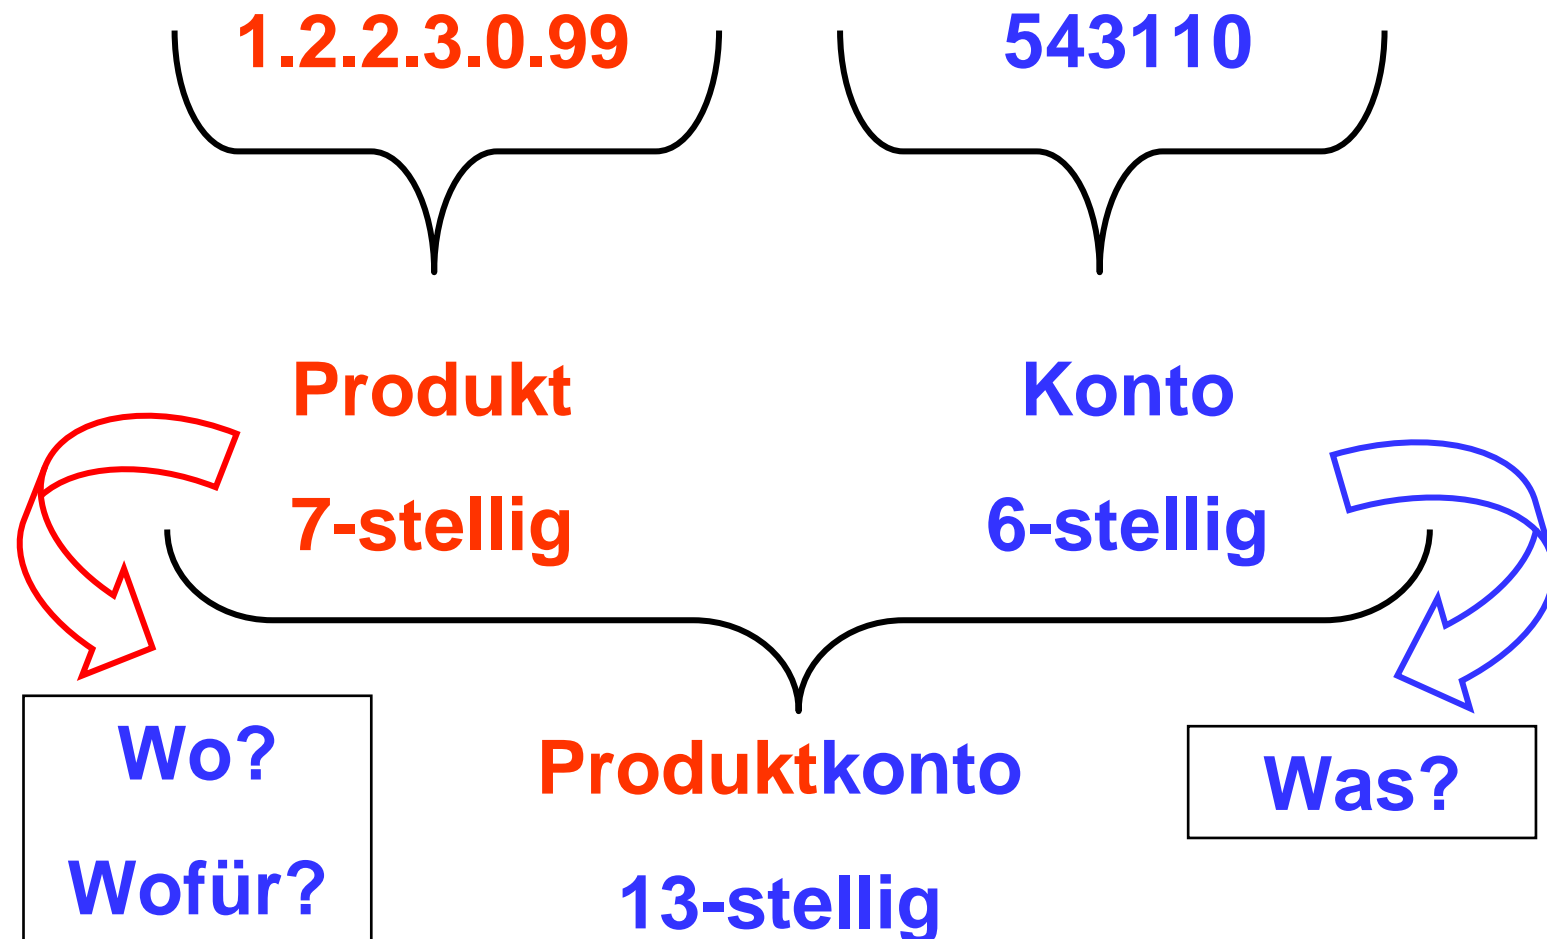 1.2.2.3.0.99 543110
Produkt Konto
7-stellig 6-stellig
Wo?
Wofür?
Produktkonto
13-stellig
Was?